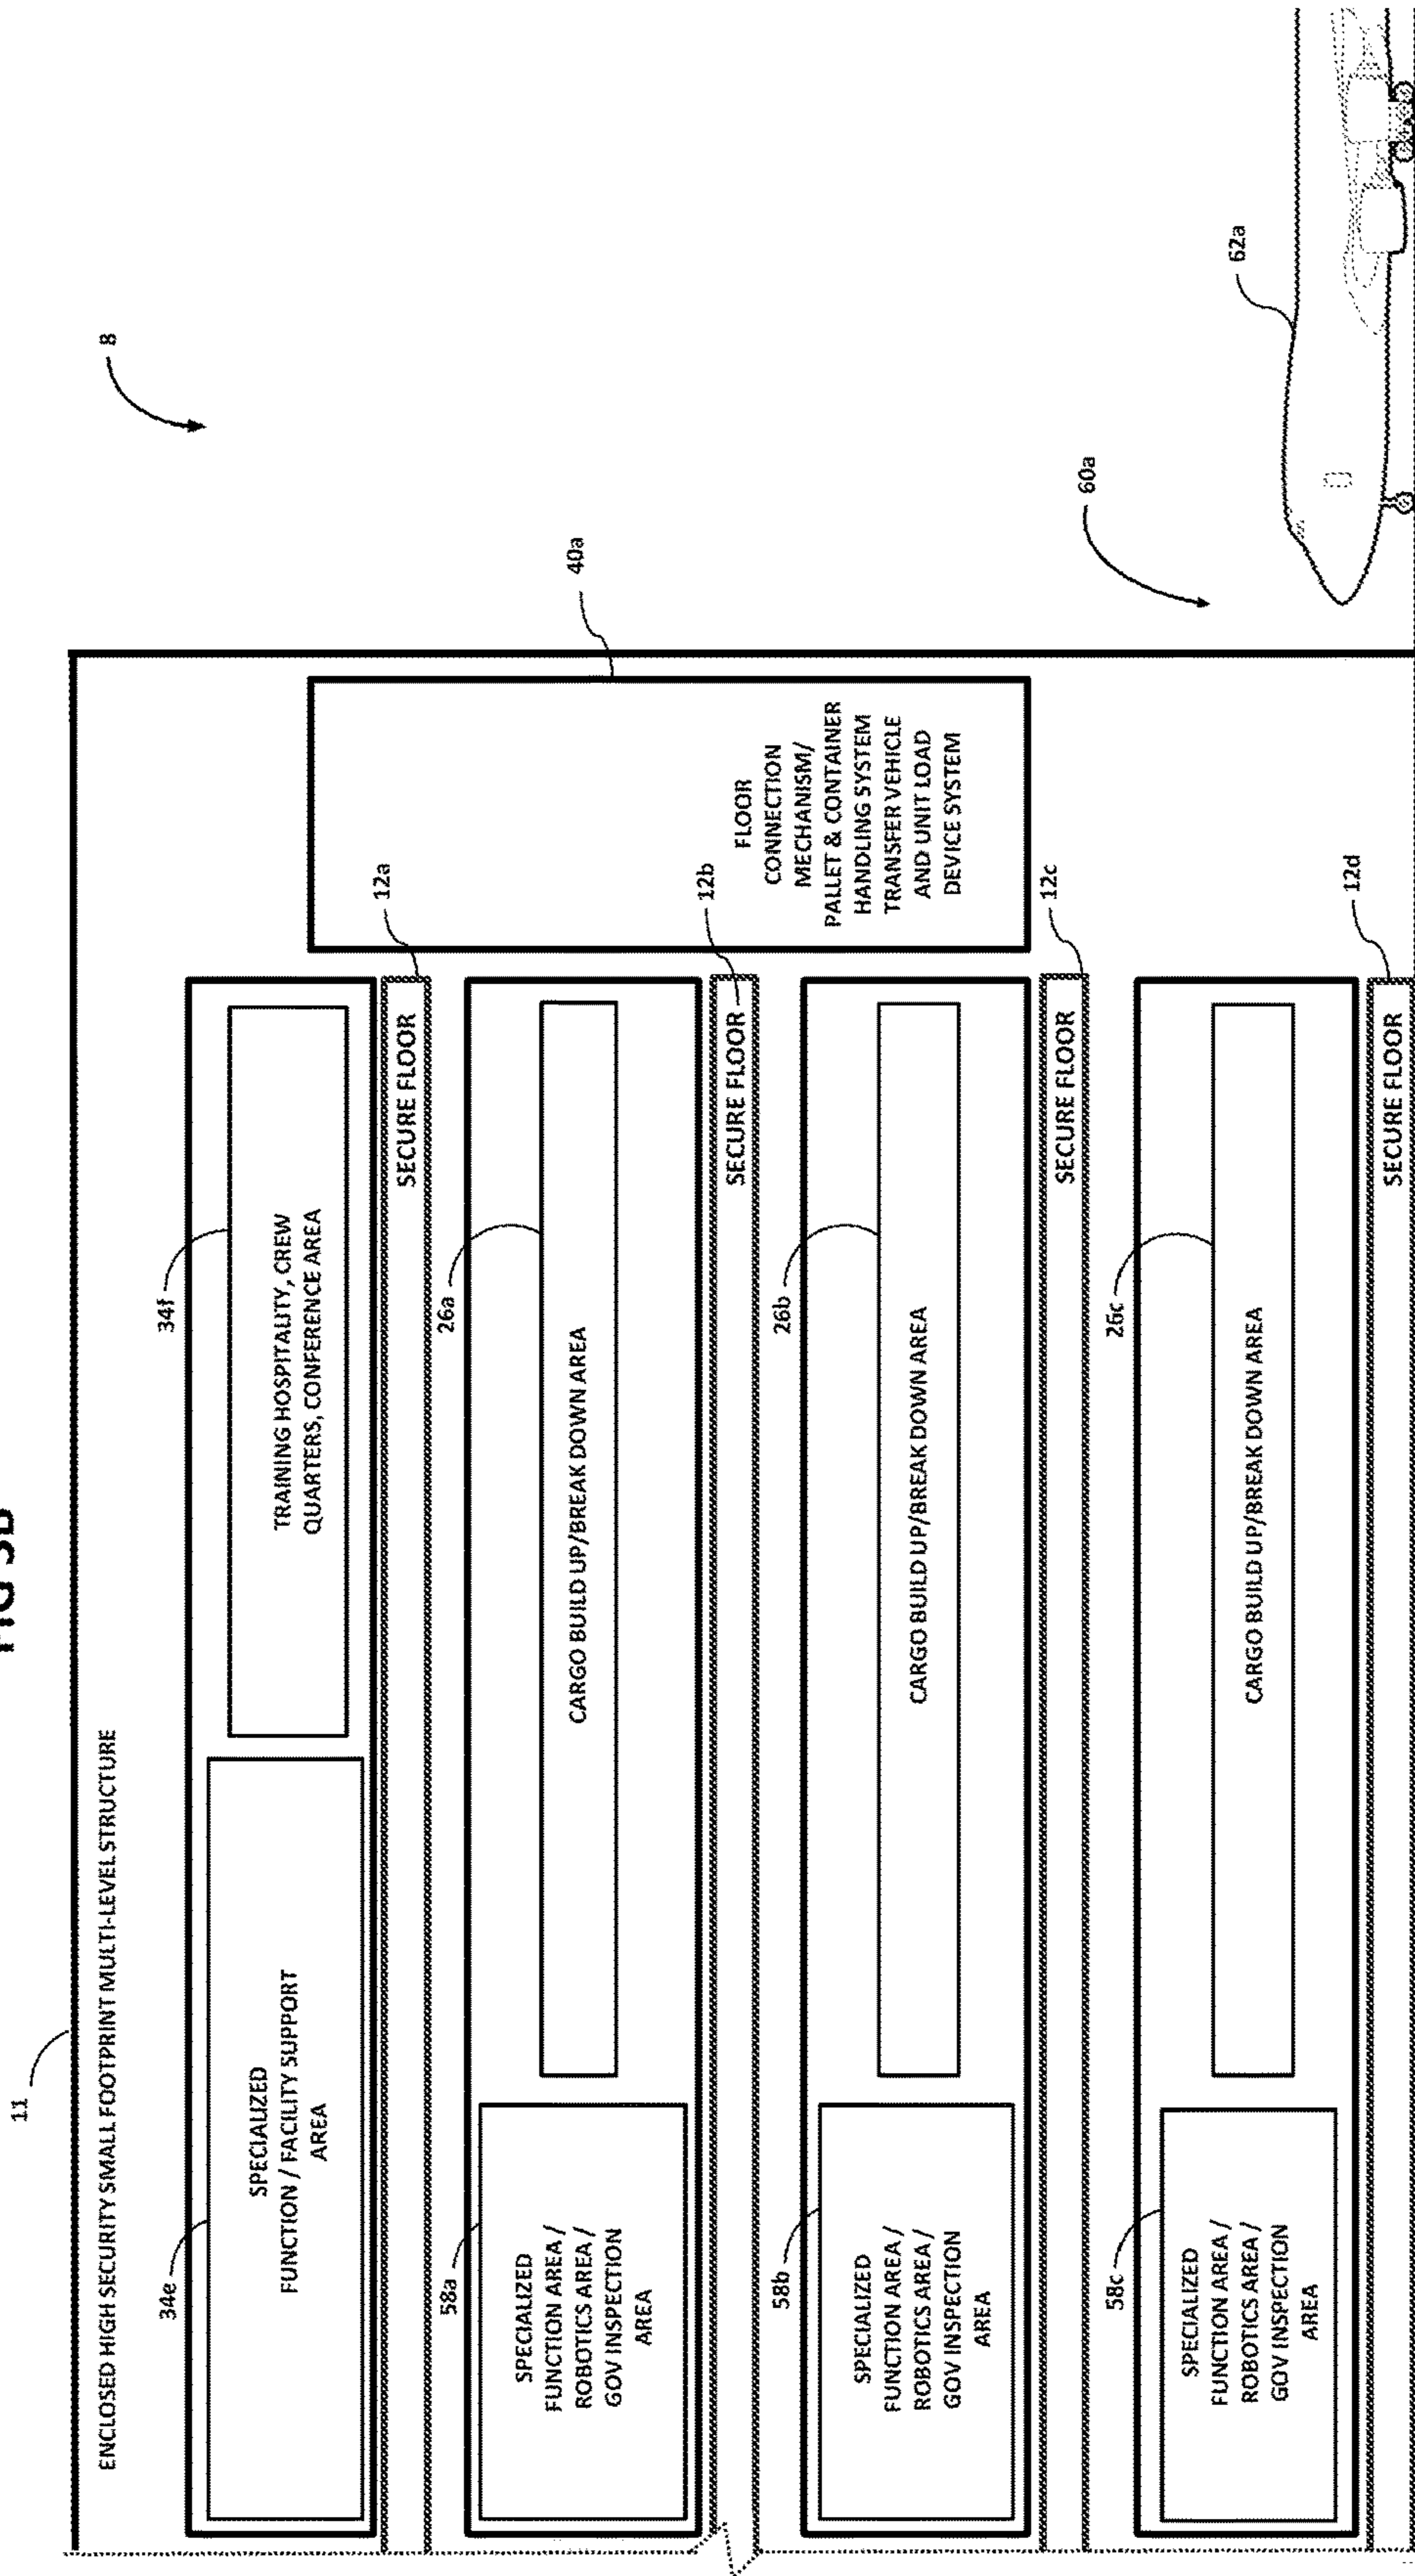 11
8
ENCLOSED HIGH SECURITY SMALL FOOTPRINT MULTI-LEVEL STRUCTURE
34e
34f
SPECIALIZED
FUNCTION / FACILITY SUPPORT
AREA
TRAINING HOSPITALITY, CREW
QUARTERS, CONFERENCE AREA
12a
SECURE FLOOR
40a
58a
26a
SPECIALIZED
FUNCTION AREA /
ROBOTICS AREA /
GOV INSPECTION
AREA
CARGO BUILD UP/BREAK DOWN AREA
12b
SECURE FLOOR
FLOOR
CONNECTION
MECHANISM/
PALLET & CONTAINER
HANDLING SYSTEM
TRANSFER VEHICLE
AND UNIT LOAD
DEVICE SYSTEM
58b
26b
SPECIALIZED
FUNCTION AREA /
ROBOTICS AREA /
GOV INSPECTION
AREA
CARGO BUILD UP/BREAK DOWN AREA
12c
SECURE FLOOR
60a
58c
26c
SPECIALIZED
FUNCTION AREA /
ROBOTICS AREA /
GOV INSPECTION
AREA
CARGO BUILD UP/BREAK DOWN AREA
62a
12d
SECURE FLOOR